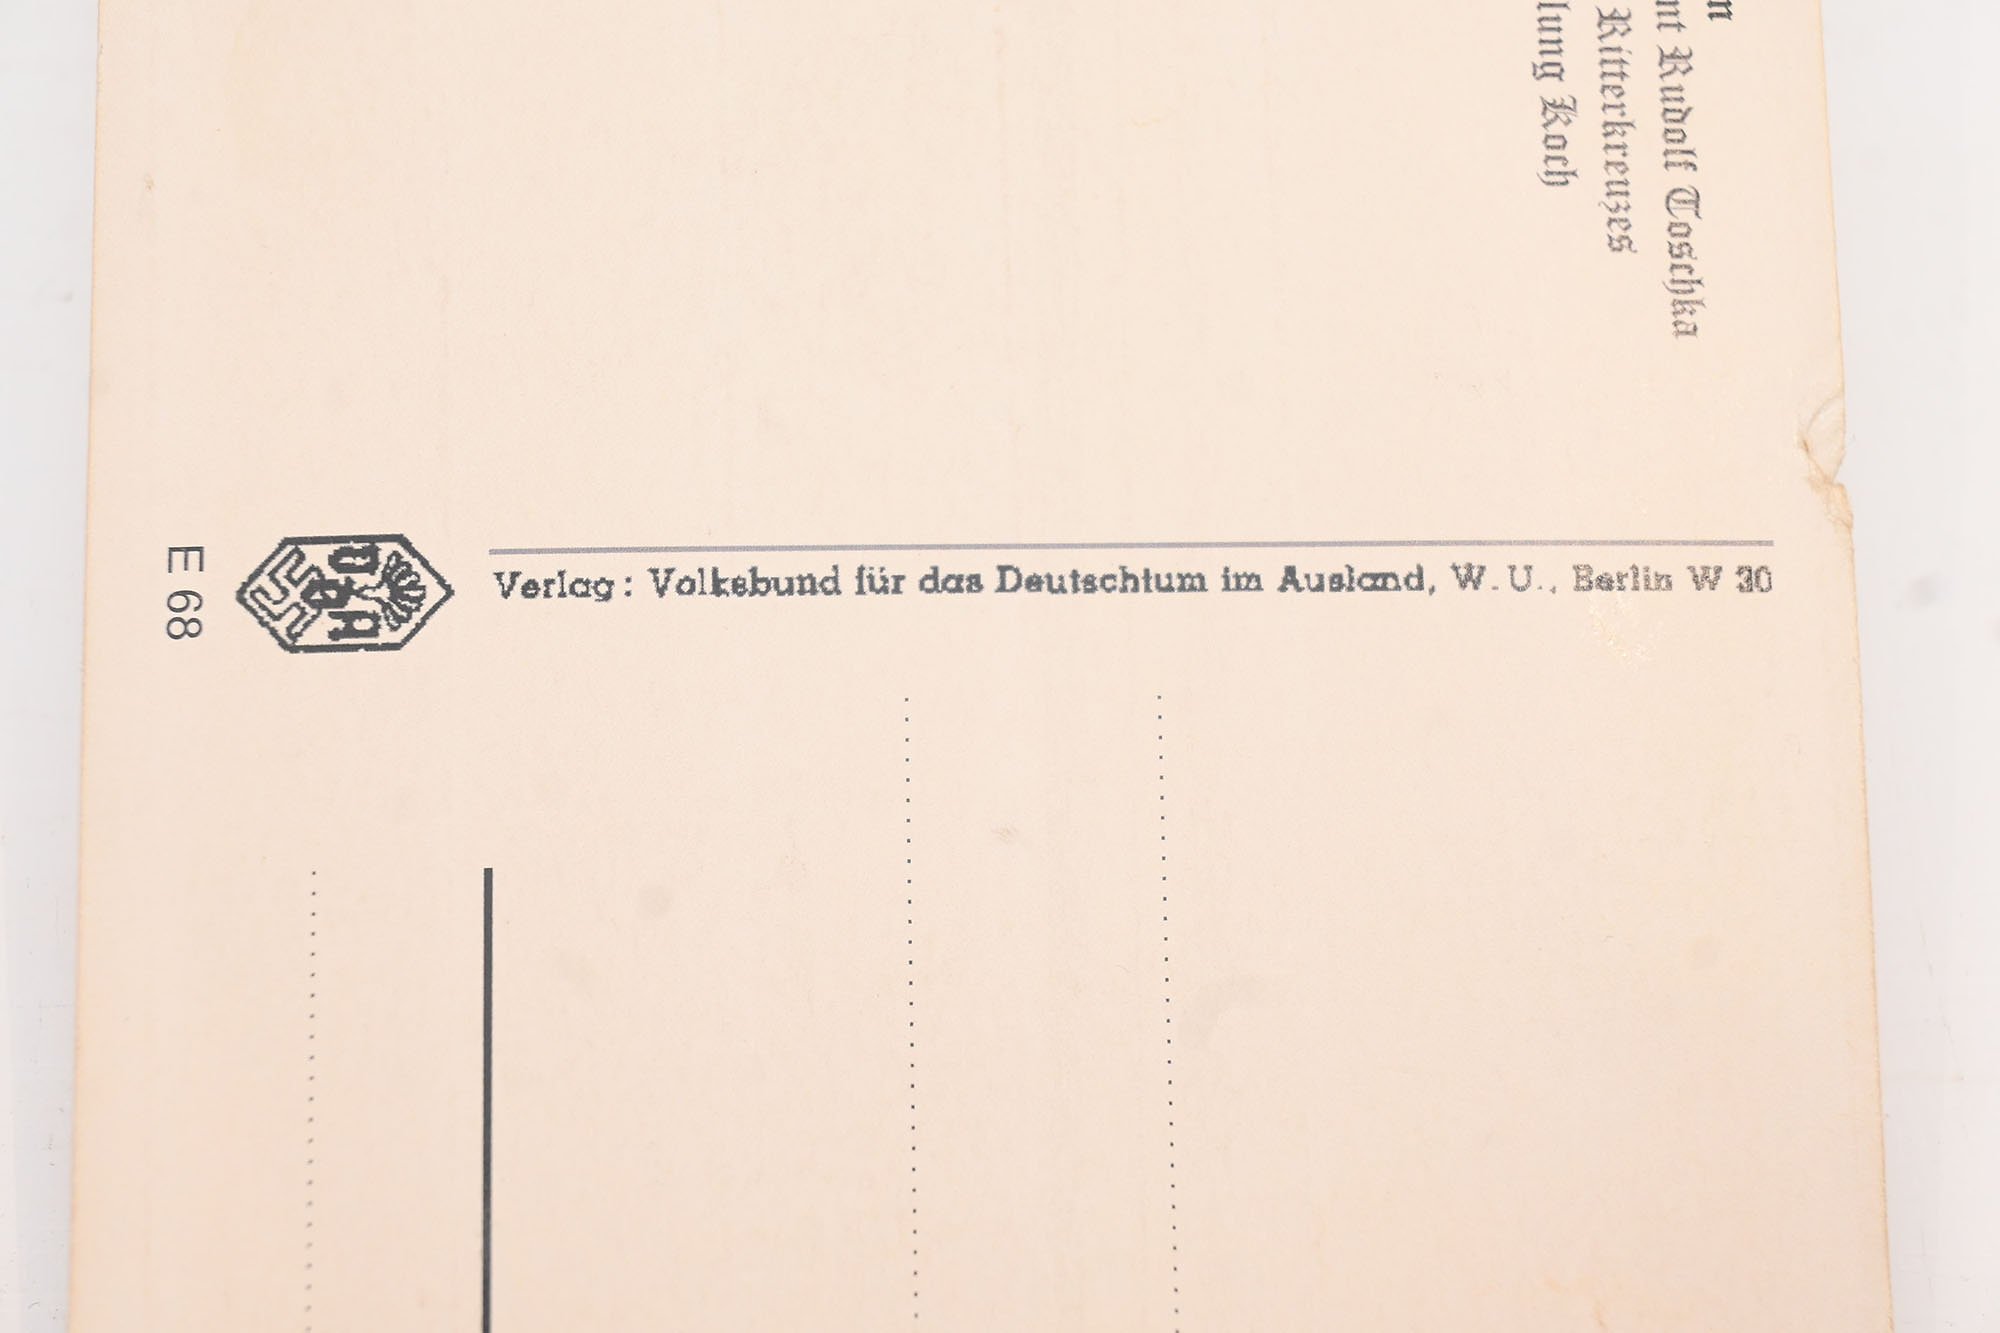 n
nt Rudolf Toschka
Ritterkreuzes
lung Koch
Verlag: Volksbund für das Deutschtum im Ausland, W.U., Berlin W 30
VDA
E 68